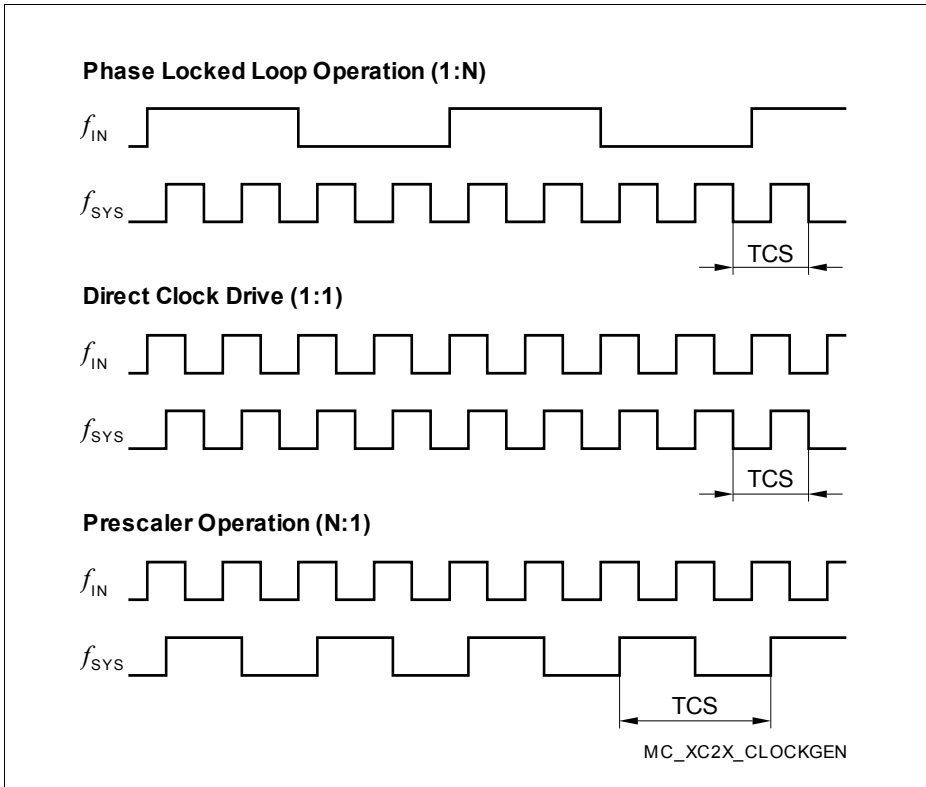 Phase Locked Loop Operation (1:N)
fIN
fSYS
TCS
Direct Clock Drive (1:1)
fIN
fSYS
TCS
Prescaler Operation (N:1)
fIN
fSYS
TCS
MC_XC2X_CLOCKGEN